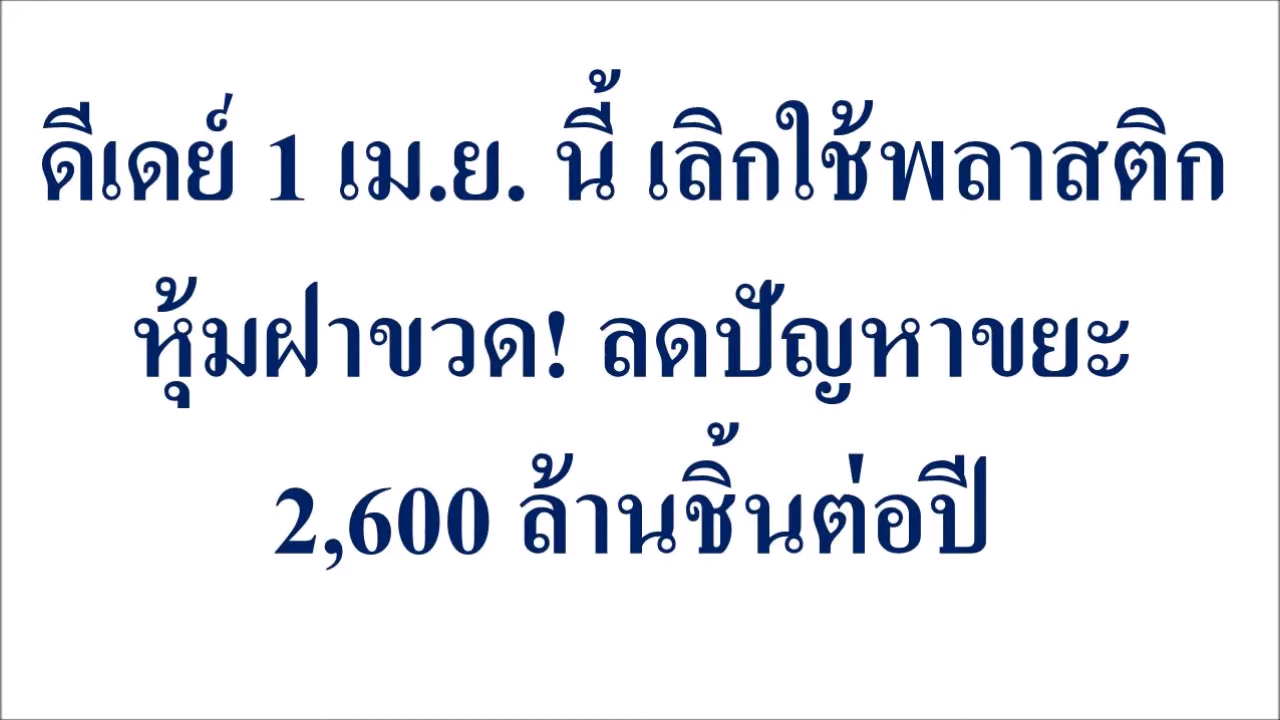 ดีเดย์ 1 เม.ย. นี้ เลิกใช้พลาสติก
หุ้มฝาขวด! ลดปัญหาขยะ
2,600 ล้านชิ้นต่อปี